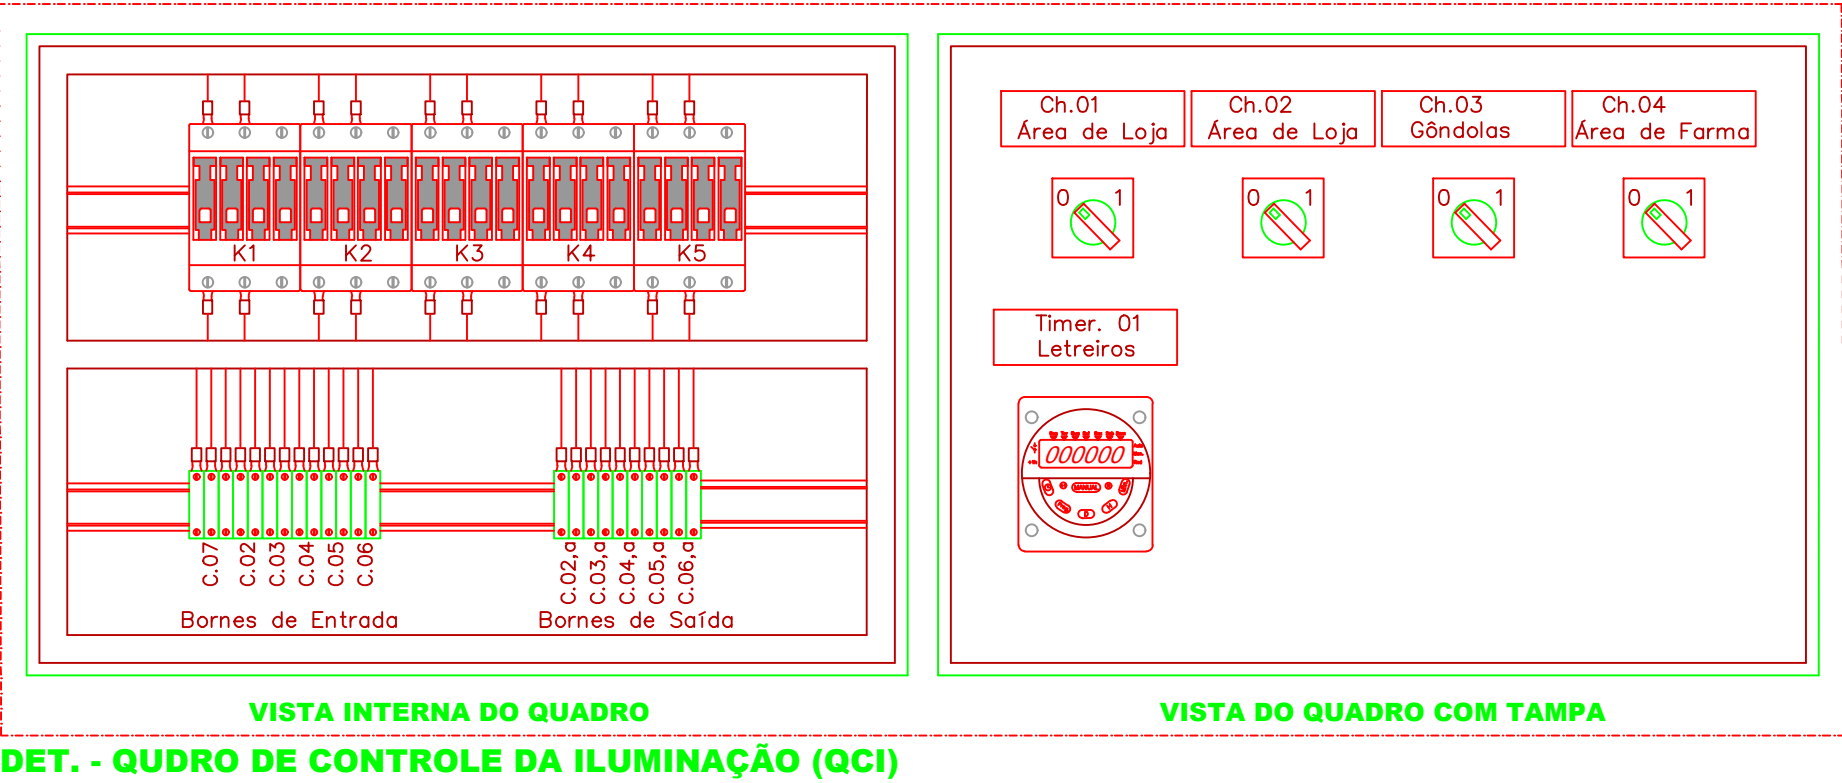 K1 K2 K3 K4 K5
C.07 C.02 C.03 C.04 C.05 C.06
C.02,a C.03,a C.04,a C.05,a C.06,a
Bornes de Entrada
Bornes de Saída
VISTA INTERNA DO QUADRO
Ch.01
Área de Loja
Ch.02
Área de Loja
Ch.03
Gôndolas
Ch.04
Área de Farma
0 1
0 1
0 1
0 1
Timer. 01
Letreiros
000000
MANUAL
VISTA DO QUADRO COM TAMPA
DET. - QUDRO DE CONTROLE DA ILUMINAÇÃO (QCI)